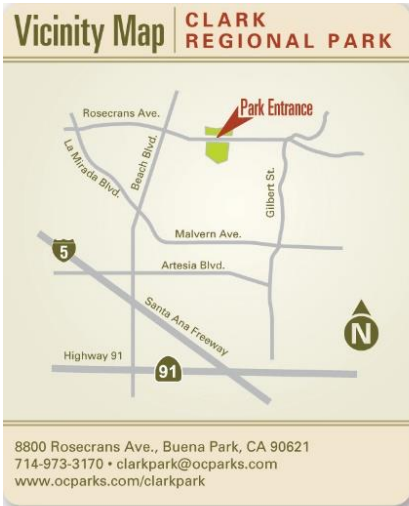 Vicinity Map
CLARK
REGIONAL PARK
Park Entrance
Rosecrans Ave.
La Mirada Blvd.
Beach Blvd.
Gilbert St.
Malvern Ave.
5
Artesia Blvd.
Santa Ana Freeway
N
Highway 91
91
8800 Rosecrans Ave., Buena Park, CA 90621
714-973-3170 • clarkpark@ocparks.com
www.ocparks.com/clarkpark